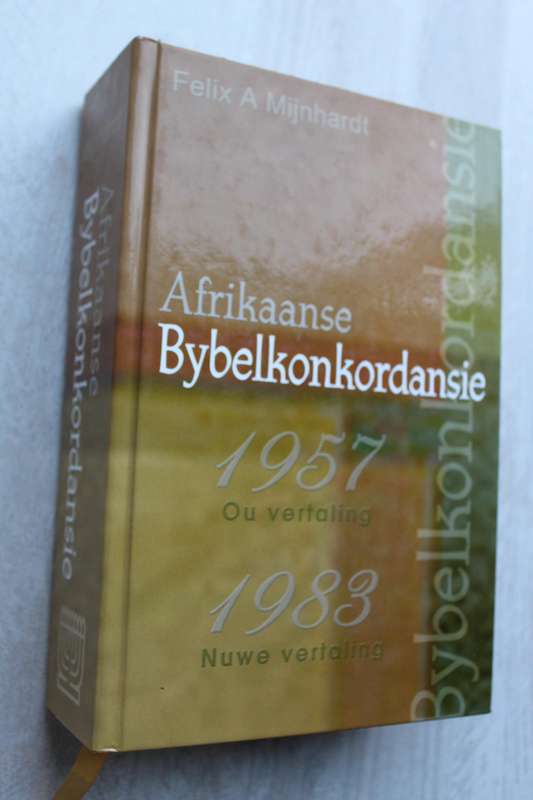 Felix A Mijnhardt
Afrikaanse
Bybelkonkordansie
1957
Ou vertaling
1983
Nuwe vertaling
Bybelkonkordansie
Afrikaanse
Bybelkonkordansie